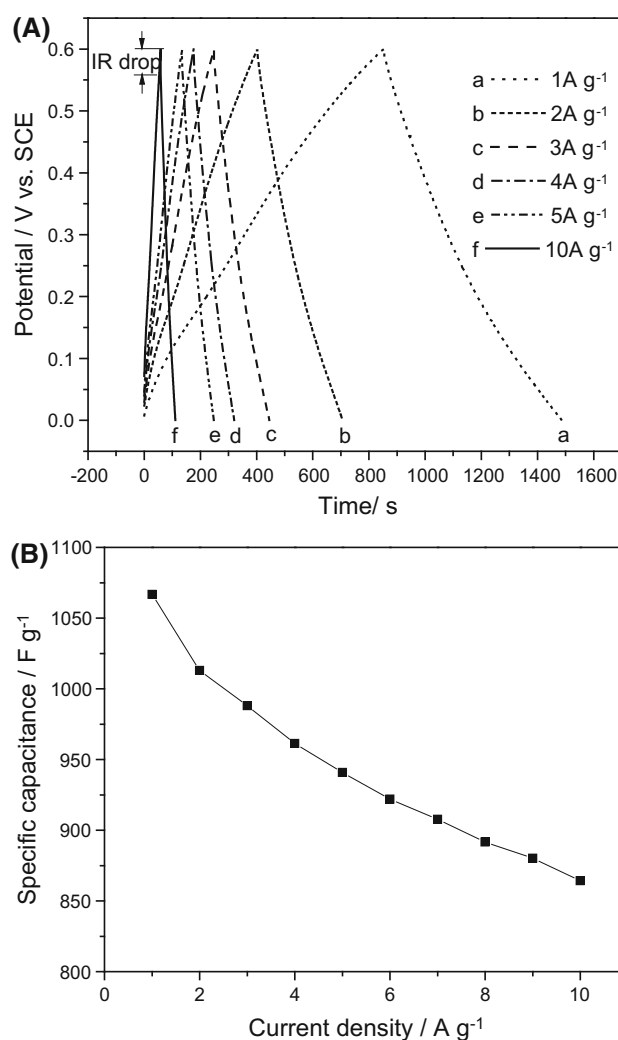 (A)
0.6
0.5
0.4
0.3
0.2
0.1
0.0
Potential / V vs. SCE
IR drop
a 1A g⁻¹
b 2A g⁻¹
c 3A g⁻¹
d 4A g⁻¹
e 5A g⁻¹
f 10A g⁻¹
f e d c b a
-200 0 200 400 600 800 1000 1200 1400 1600
Time/ s
(B)
1100
1050
1000
950
900
850
800
Specific capacitance / F g⁻¹
0 2 4 6 8 10
Current density / A g⁻¹